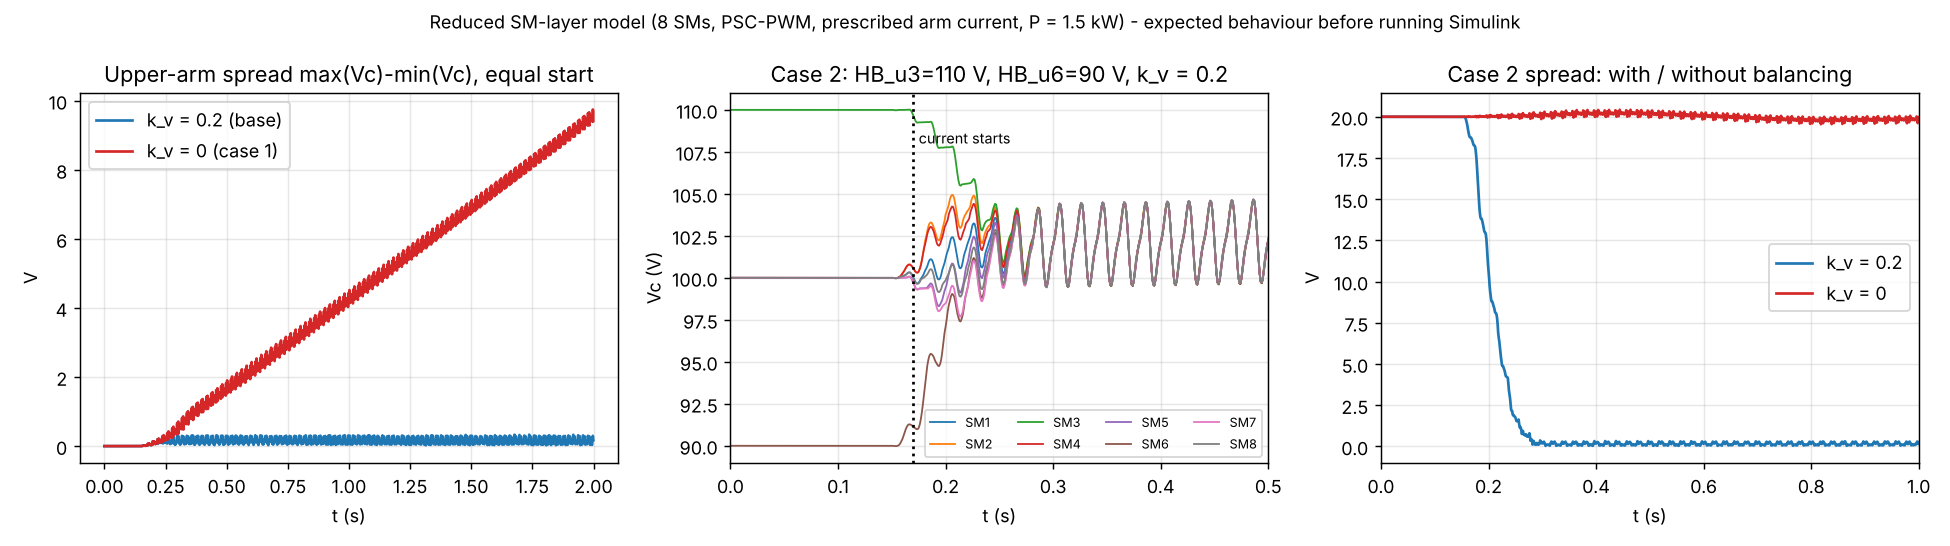 Reduced SM-layer model (8 SMs, PSC-PWM, prescribed arm current, P = 1.5 kW) - expected behaviour before running Simulink
Upper-arm spread max(Vc)-min(Vc), equal start
10
8
6
4
2
0
V
k_v = 0.2 (base)
k_v = 0 (case 1)
0.00 0.25 0.50 0.75 1.00 1.25 1.50 1.75 2.00
t (s)
Case 2: HB_u3=110 V, HB_u6=90 V, k_v = 0.2
110.0
107.5
105.0
102.5
100.0
97.5
95.0
92.5
90.0
Vc (V)
current starts
SM1 SM3 SM5 SM7
SM2 SM4 SM6 SM8
0.0 0.1 0.2 0.3 0.4 0.5
t (s)
Case 2 spread: with / without balancing
20.0
17.5
15.0
12.5
10.0
7.5
5.0
2.5
0.0
V
k_v = 0.2
k_v = 0
0.0 0.2 0.4 0.6 0.8 1.0
t (s)